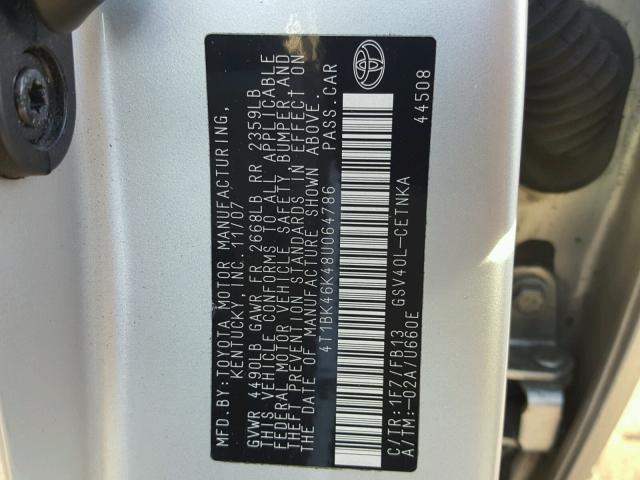 MFD.BY:TOYOTA MOTOR MANUFACTURING,
KENTUCKY,INC.11/07
GVWR 4490LB GAWR FR 2668LB RR 2359LB
THIS VEHICLE CONFORMS TO ALL APPLICABLE
FEDERAL MOTOR VEHICLE SAFETY,BUMPER,AND
THEFT PREVENTION STANDARDS IN EFFECT ON
THE DATE OF MANUFACTURE SHOWN ABOVE.
4T1BK46K48U064786 PASS.CAR
C/TR:1F7/FB13 GSV40L-CETNKA
A/TM:-02A/U660E 44508